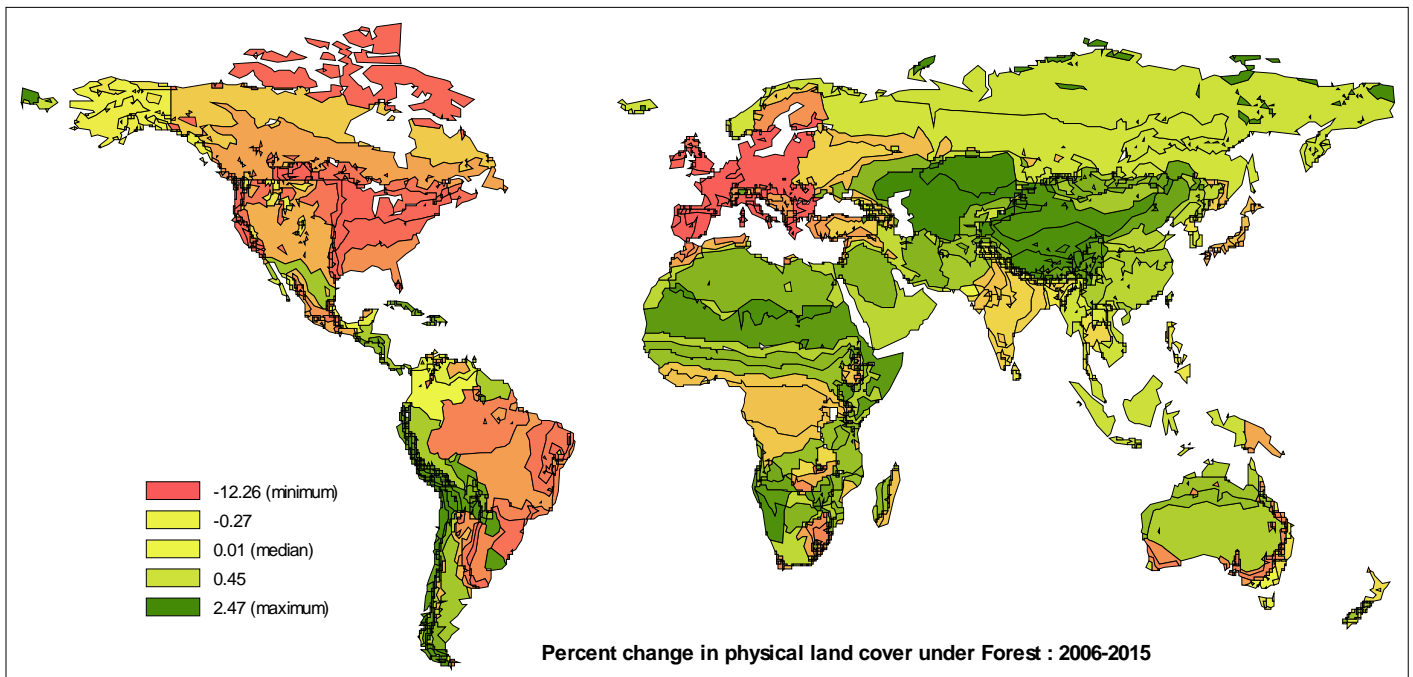 -12.26 (minimum)
-0.27
0.01 (median)
0.45
2.47 (maximum)
Percent change in physical land cover under Forest : 2006-2015